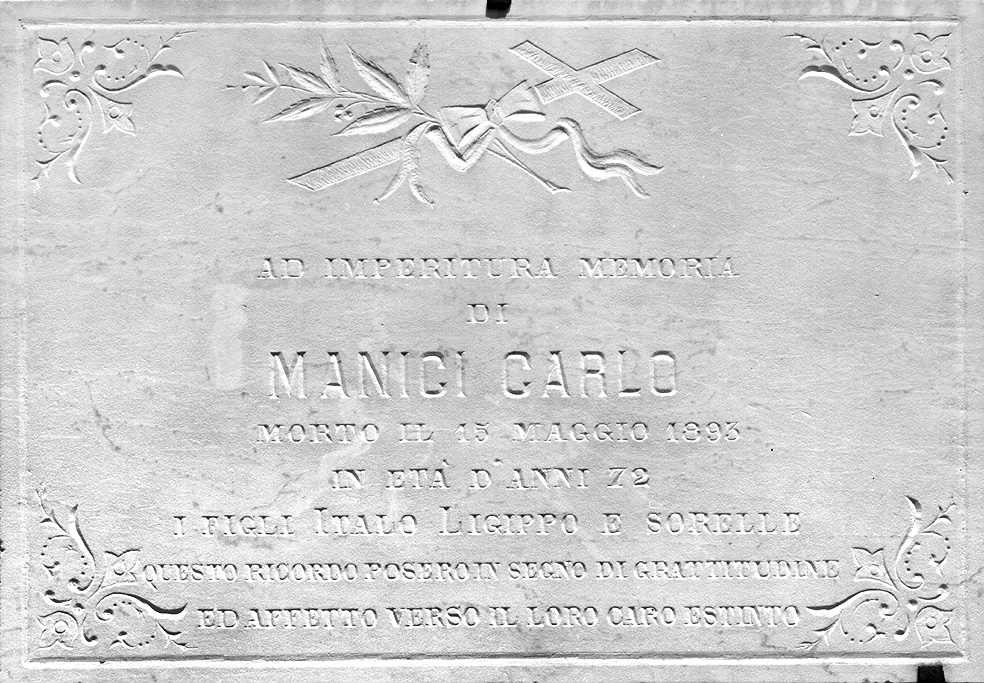 AD IMPERITURA MEMORIA
DI
MANICI CARLO
MORTO IL 15 MAGGIO 1893
IN ETÀ D'ANNI 72
I FIGLI ITALO LIGIPPO E SORELLE
QUESTO RICORDO POSERO IN SEGNO DI GRATTITUDINE
ED AFFETTO VERSO IL LORO CARO ESTINTO